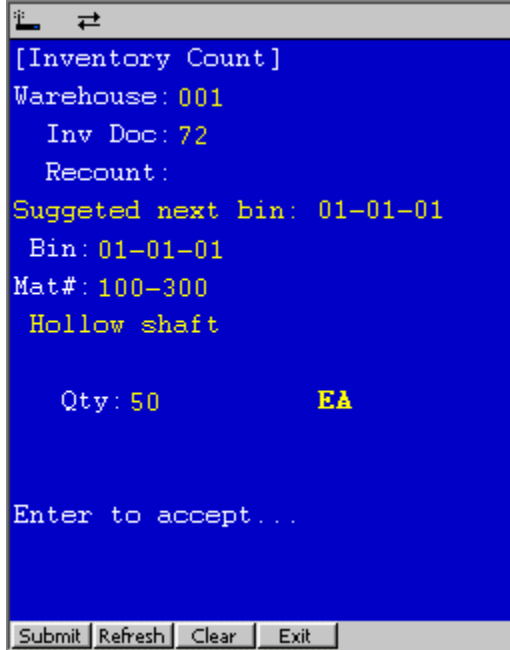 [Inventory Count]
Warehouse: 001
Inv Doc: 72
Recount:
Suggeted next bin: 01-01-01
Bin: 01-01-01
Mat#: 100-300
Hollow shaft
Qty: 50 EA
Enter to accept...
Submit Refresh Clear Exit